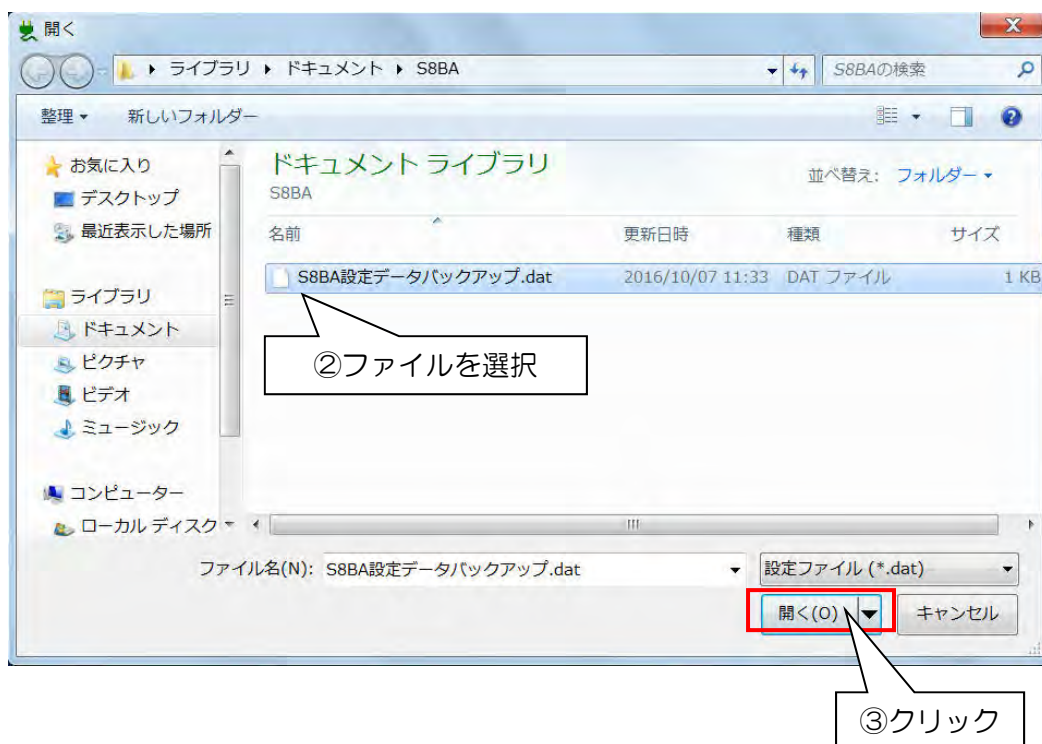 開く
ライブラリ ▸ ドキュメント ▸ S8BA
S8BAの検索
整理 新しいフォルダー
お気に入り
デスクトップ
最近表示した場所
ライブラリ
ドキュメント
ピクチャ
ビデオ
ミュージック
コンピューター
ローカル ディスク
ドキュメント ライブラリ
S8BA
並べ替え: フォルダー
名前 更新日時 種類 サイズ
S8BA設定データバックアップ.dat 2016/10/07 11:33 DAT ファイル 1 KB
②ファイルを選択
ファイル名(N): S8BA設定データバックアップ.dat 設定ファイル (*.dat)
開く(O) キャンセル
③クリック